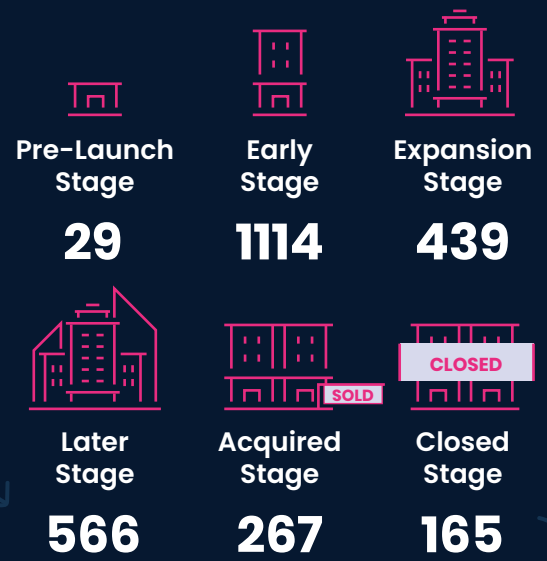 Pre-Launch
Stage
29
Early
Stage
1114
Expansion
Stage
439
Later
Stage
566
SOLD
Acquired
Stage
267
CLOSED
Closed
Stage
165